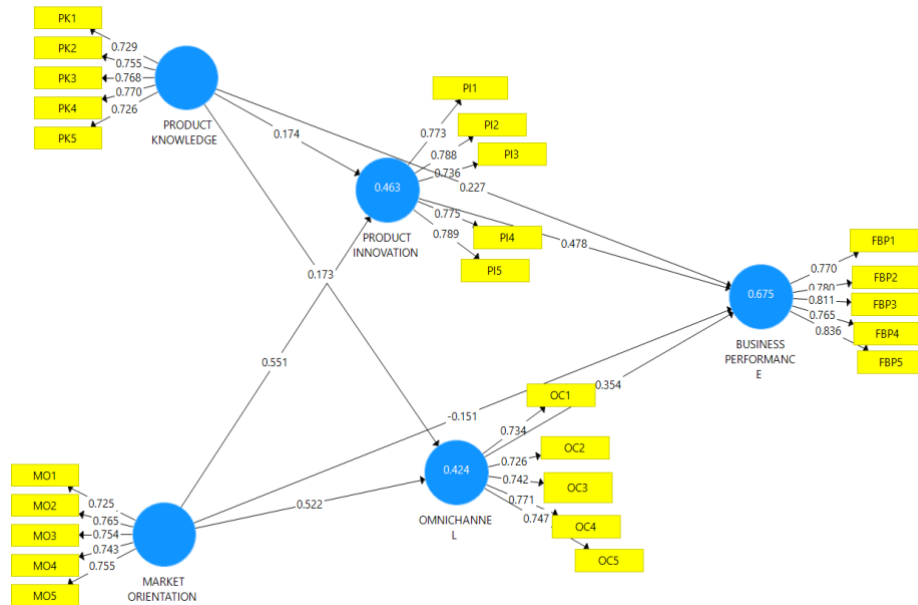 PK1
PK2
PK3
PK4
PK5
0.729
0.755
0.768
0.770
0.726
PRODUCT
KNOWLEDGE
0.174
0.227
0.173
PI1
PI2
PI3
PI4
PI5
0.773
0.788
0.736
0.775
0.789
0.463
PRODUCT
INNOVATION
0.478
0.551
-0.151
0.354
0.522
0.675
BUSINESS
PERFORMANC
E
0.770
0.780
0.811
0.765
0.836
FBP1
FBP2
FBP3
FBP4
FBP5
OC1
OC2
OC3
OC4
OC5
0.734
0.726
0.742
0.771
0.747
0.424
OMNICHANNE
L
MO1
MO2
MO3
MO4
MO5
0.725
0.765
0.754
0.743
0.755
MARKET
ORIENTATION